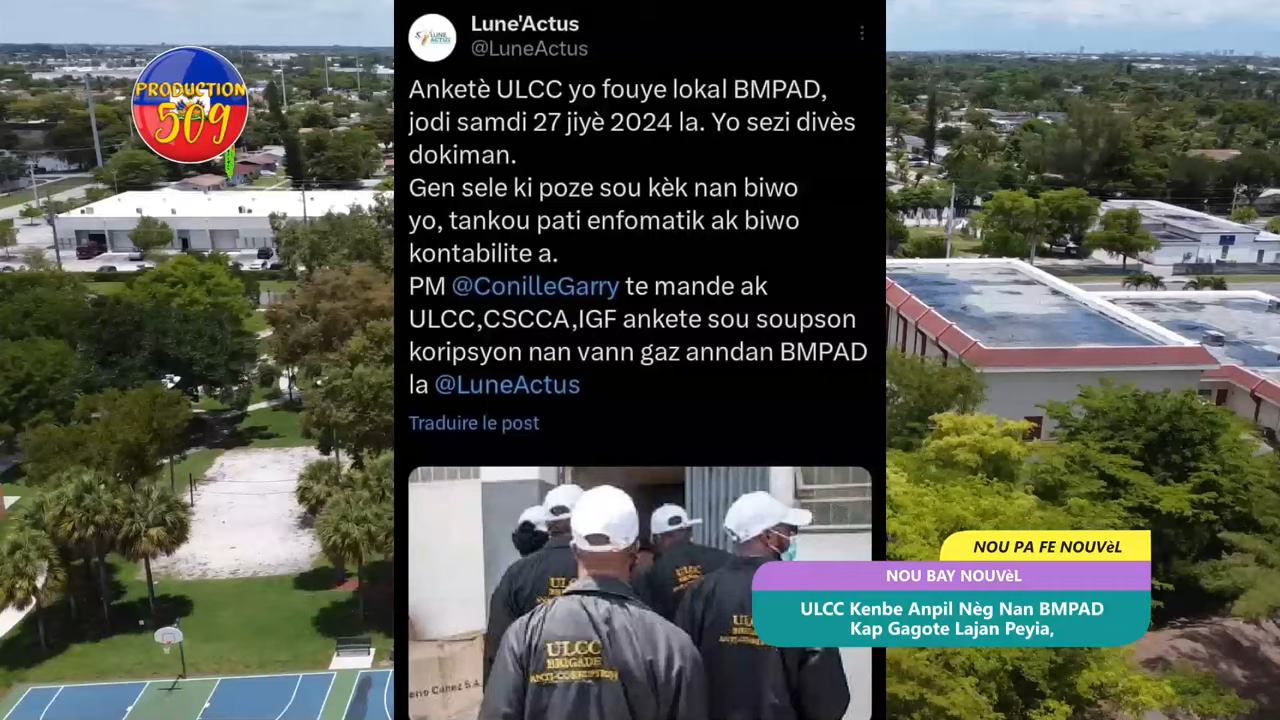 PRODUCTION
509
Lune'Actus
@LuneActus
Anketè ULCC yo fouye lokal BMPAD,
jodi samdi 27 jiyè 2024 la. Yo sezi divès
dokiman.
Gen sele ki poze sou kèk nan biwo
yo, tankou pati enfomatik ak biwo
kontabilite a.
PM @ConilleGarry te mande ak
ULCC,CSCCA,IGF ankete sou soupson
koripsyon nan vann gaz anndan BMPAD
la @LuneActus
Traduire le post
ULCC
BRIGADE
ANTI-CORRUPTION
NOU PA FE NOUVèL
NOU BAY NOUVèL
ULCC Kenbe Anpil Nèg Nan BMPAD
Kap Gagote Lajan Peyia,